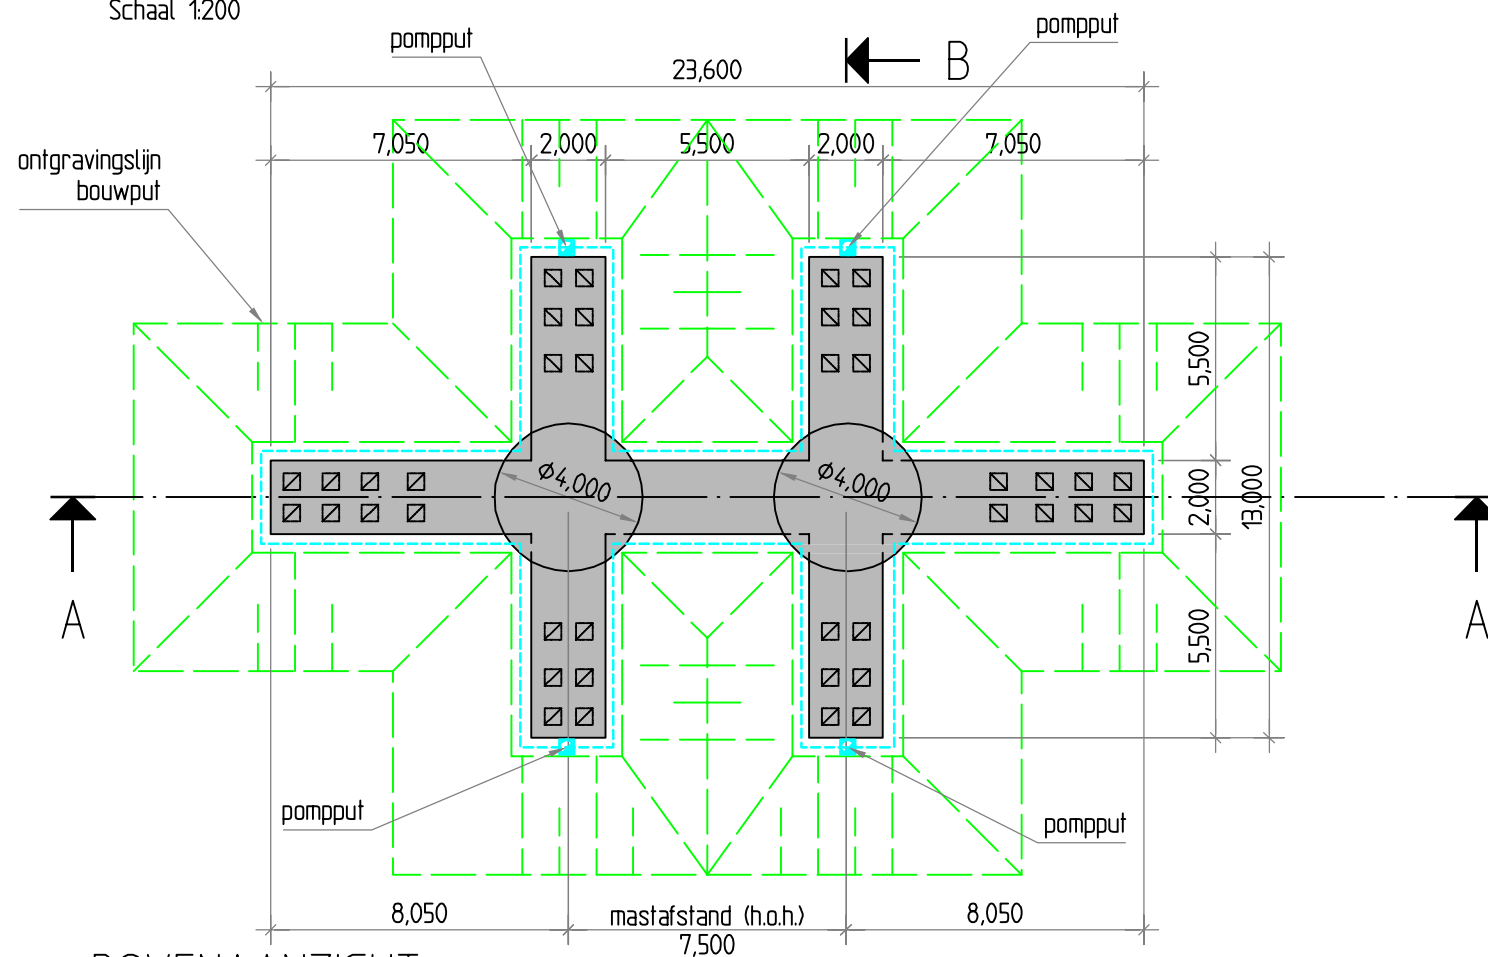 Schaal 1:200
pompput
pompput
B
23,600
7,050
2,000
5,500
2,000
7,050
ontgravingslijn
bouwput
5,500
Φ4,000
Φ4,000
2,000
13,000
A
A
5,500
pompput
pompput
8,050
mastafstand (h.o.h.)
8,050
7,500
BOVENAANZICHT